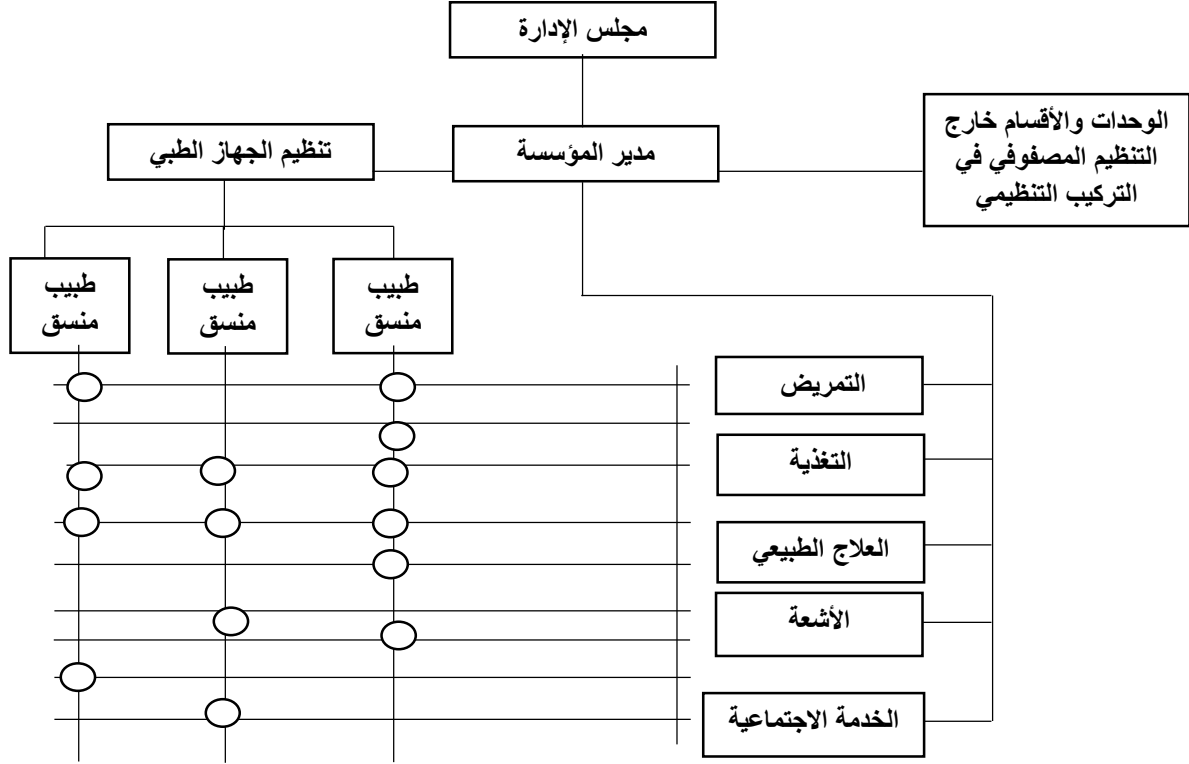 مجلس الإدارة
الوحدات والأقسام خارج
التنظيم المصفوفي في
التركيب التنظيمي
مدير المؤسسة
تنظيم الجهاز الطبي
طبيب
منسق
طبيب
منسق
طبيب
منسق
التمريض
التغذية
العلاج الطبيعي
الأشعة
الخدمة الاجتماعية